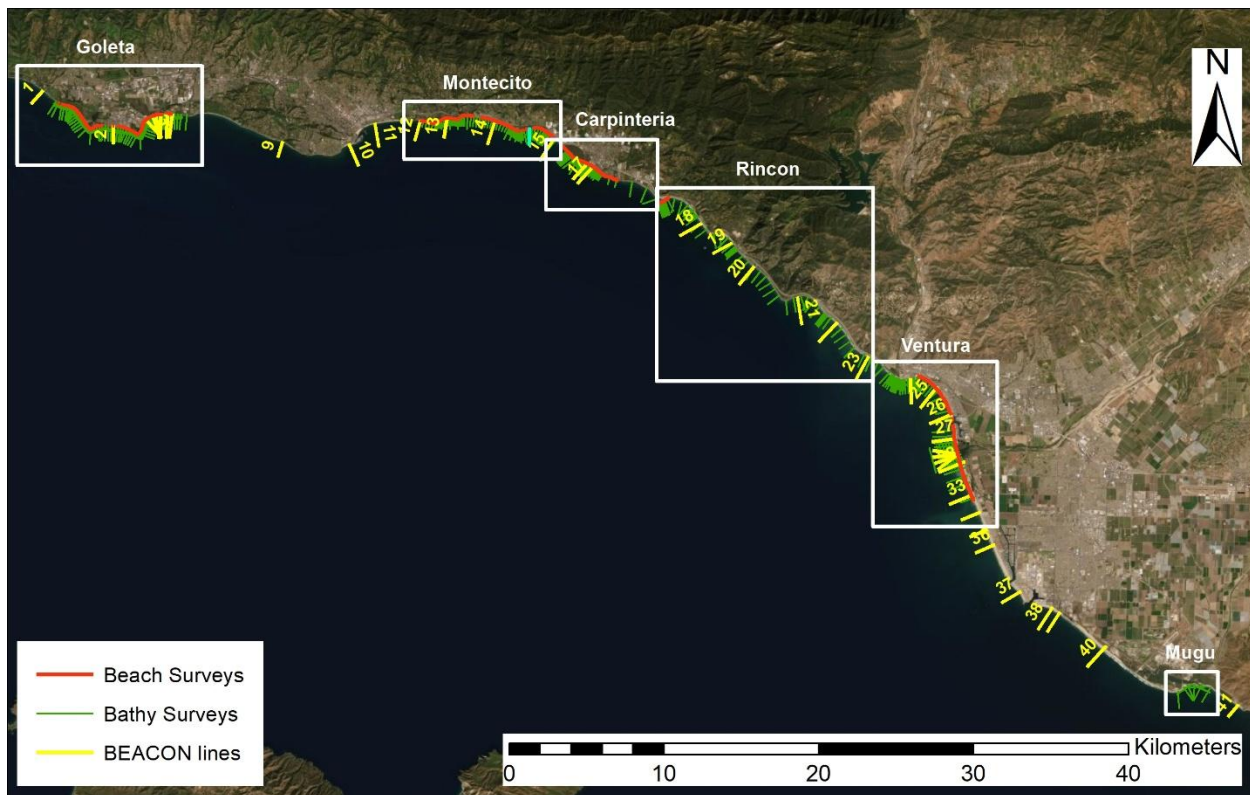 Goleta
Montecito
Carpinteria
Rincon
Ventura
Mugu
N
1
2
9
10
11
12
13
14
15
17
18
19
20
21
23
25
26
27
33
36
37
38
40
41
Beach Surveys
Bathy Surveys
BEACON lines
Kilometers
0 10 20 30 40